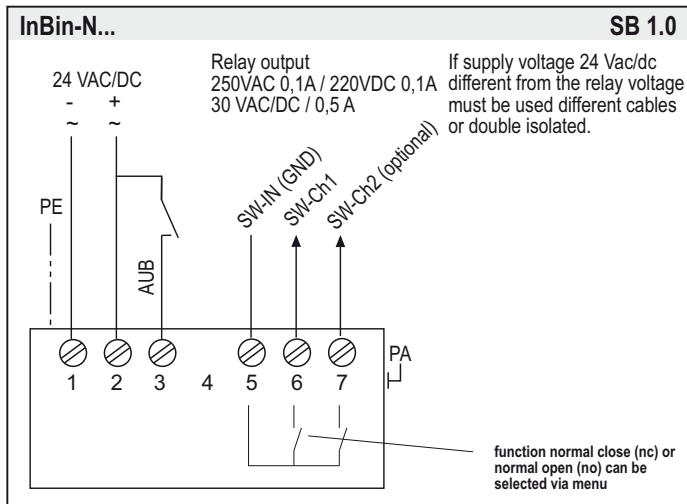 InBin-N...
SB 1.0
24 VAC/DC
- +
~ ~
Relay output
250VAC 0,1A / 220VDC 0,1A
30 VAC/DC / 0,5 A
If supply voltage 24 Vac/dc
different from the relay voltage
must be used different cables
or double isolated.
PE
AUB
SW-IN (GND)
SW-Ch1
SW-Ch2 (optional)
PA
1 2 3 4 5 6 7
function normal close (nc) or
normal open (no) can be
selected via menu